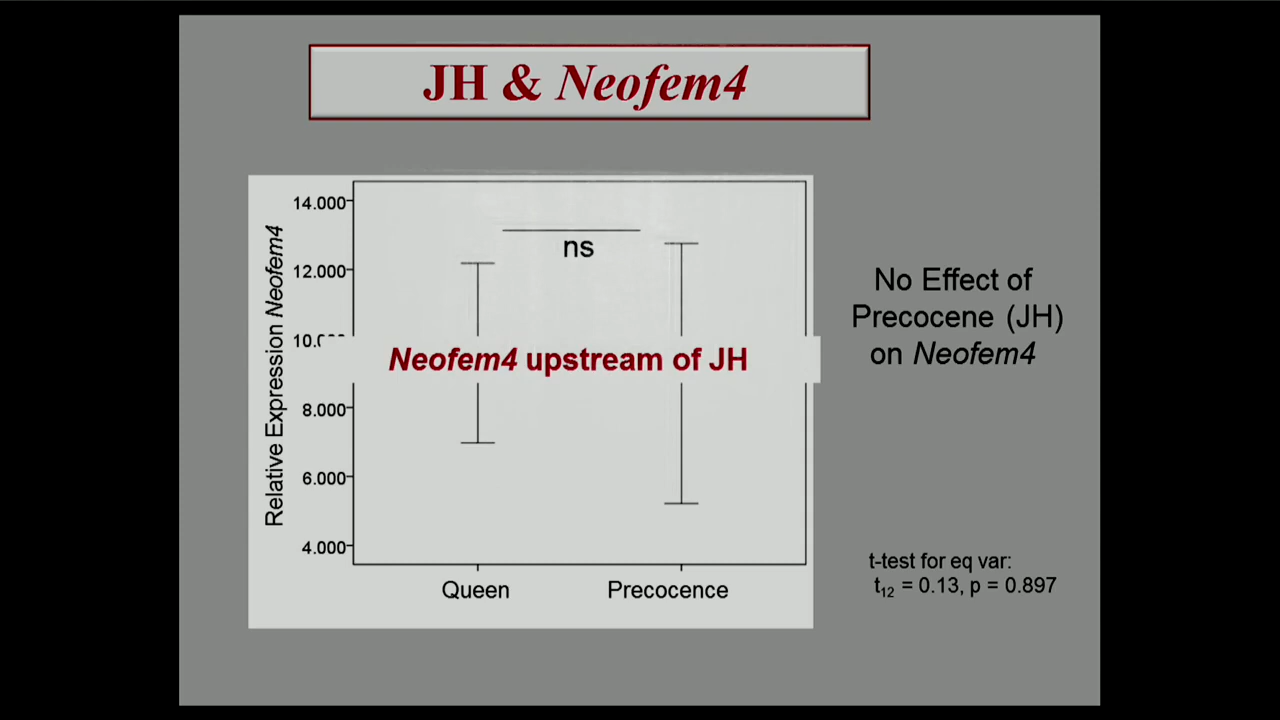 JH & Neofem4
14.000
12.000
8.000
6.000
4.000
Relative Expression Neofem4
ns
Neofem4 upstream of JH
Queen
Precocence
No Effect of
Precocene (JH)
on Neofem4
t-test for eq var:
t₁₂ = 0.13, p = 0.897